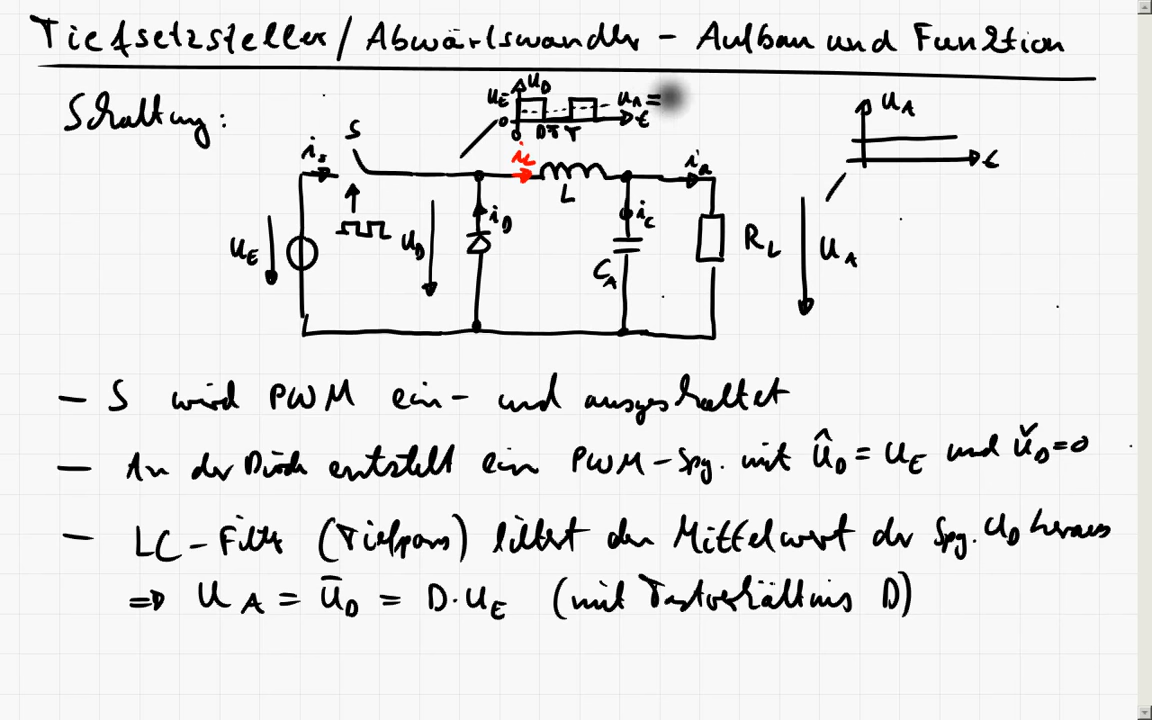 Tiefsetzsteller/Abwärtswandler - Aufbau und Funktion
Schaltung:
u_D
U_E
0
DT T
t
u_A =
u_A
t
i_s
S
i_L
L
i_a
U_E
u_D
i_D
i_C
C_A
R_L
U_A
- S wird PWM ein- und ausgeschaltet
- An der Diode entsteht ein PWM-Spg. mit û_D = U_E und ǔ_D = 0
- LC-Filter (Tiefpass) filtert den Mittelwert der Spg. u_D heraus
⇒ U_A = ū_D = D·U_E (mit Tastverhältnis D)